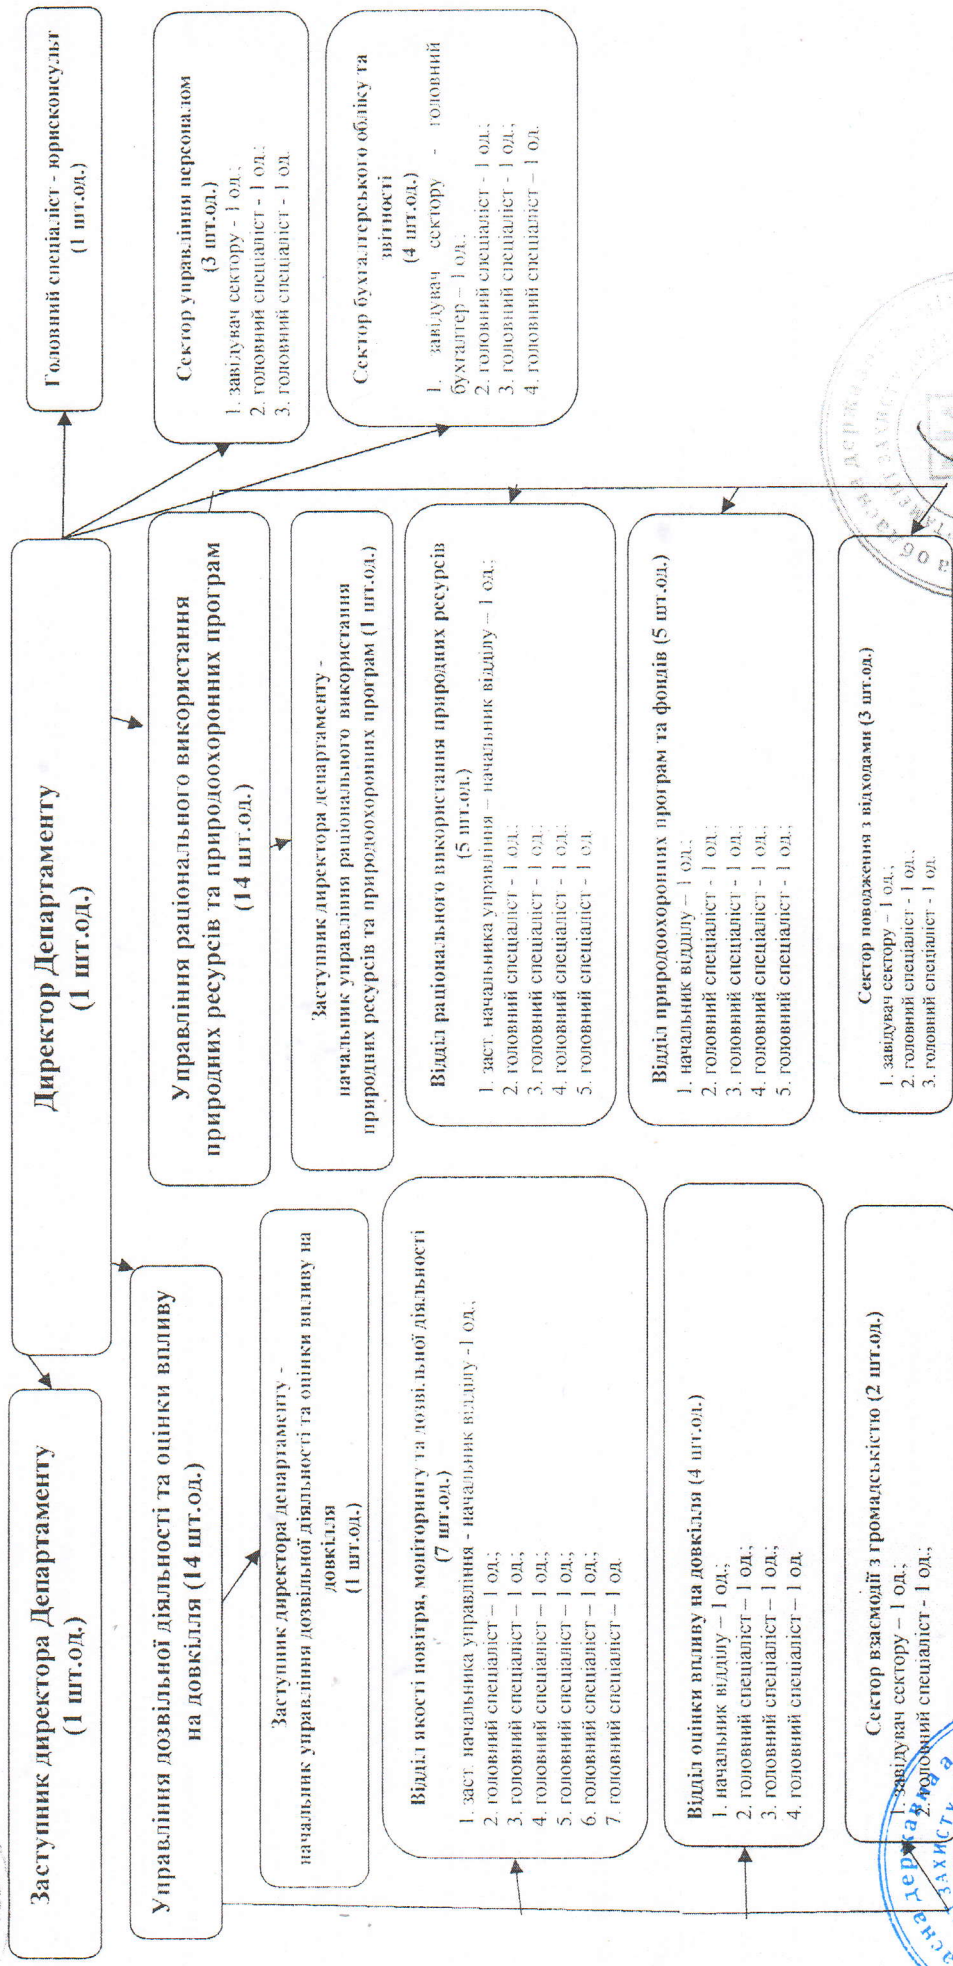 Заступник директора Департаменту
(1 шт.од.)
Директор Департаменту
(1 шт.од.)
Головний спеціаліст - юрисконсульт
(1 шт.од.)
Управління дозвільної діяльності та оцінки впливу
на довкілля (14 шт.од.)
Заступник директора департаменту -
начальник управління дозвільної діяльності та оцінки впливу на
довкілля
(1 шт.од.)
Відділ якості повітря, моніторингу та дозвільної діяльності
(7 шт.од.)
1. заст. начальника управління - начальник відділу -1 од.;
2. головний спеціаліст – 1 од.;
3. головний спеціаліст – 1 од.;
4. головний спеціаліст – 1 од.;
5. головний спеціаліст – 1 од.;
6. головний спеціаліст – 1 од.;
7. головний спеціаліст – 1 од.
Відділ оцінки впливу на довкілля (4 шт.од.)
1. начальник відділу – 1 од.;
2. головний спеціаліст – 1 од.;
3. головний спеціаліст – 1 од.;
4. головний спеціаліст – 1 од.
Сектор взаємодії з громадськістю (2 шт.од.)
1. завідувач сектору – 1 од.;
2. головний спеціаліст - 1 од.;
Управління раціонального використання
природних ресурсів та природоохоронних програм
(14 шт.од.)
Заступник директора департаменту -
начальник управління раціонального використання
природних ресурсів та природоохоронних програм (1 шт.од.)
Відділ раціонального використання природних ресурсів
(5 шт.од.)
1. заст. начальника управління – начальник відділу – 1 од.;
2. головний спеціаліст - 1 од.;
3. головний спеціаліст - 1 од.;
4. головний спеціаліст - 1 од.;
5. головний спеціаліст - 1 од.
Відділ природоохоронних програм та фондів (5 шт.од.)
1. начальник відділу – 1 од.;
2. головний спеціаліст - 1 од.;
3. головний спеціаліст - 1 од.;
4. головний спеціаліст - 1 од.;
5. головний спеціаліст - 1 од.
Сектор поводження з відходами (3 шт.од.)
1. завідувач сектору – 1 од.;
2. головний спеціаліст - 1 од.;
3. головний спеціаліст - 1 од.
Сектор управління персоналом
(3 шт.од.)
1. завідувач сектору - 1 од.;
2. головний спеціаліст - 1 од.;
3. головний спеціаліст - 1 од.
Сектор бухгалтерського обліку та
звітності
(4 шт.од.)
1. завідувач сектору - головний
бухгалтер – 1 од.;
2. головний спеціаліст - 1 од.;
3. головний спеціаліст - 1 од.;
4. головний спеціаліст – 1 од.
асна державна а
ЗАХИСТУ
а обласна держав
ТАМЕНТ ЗАХИСТ